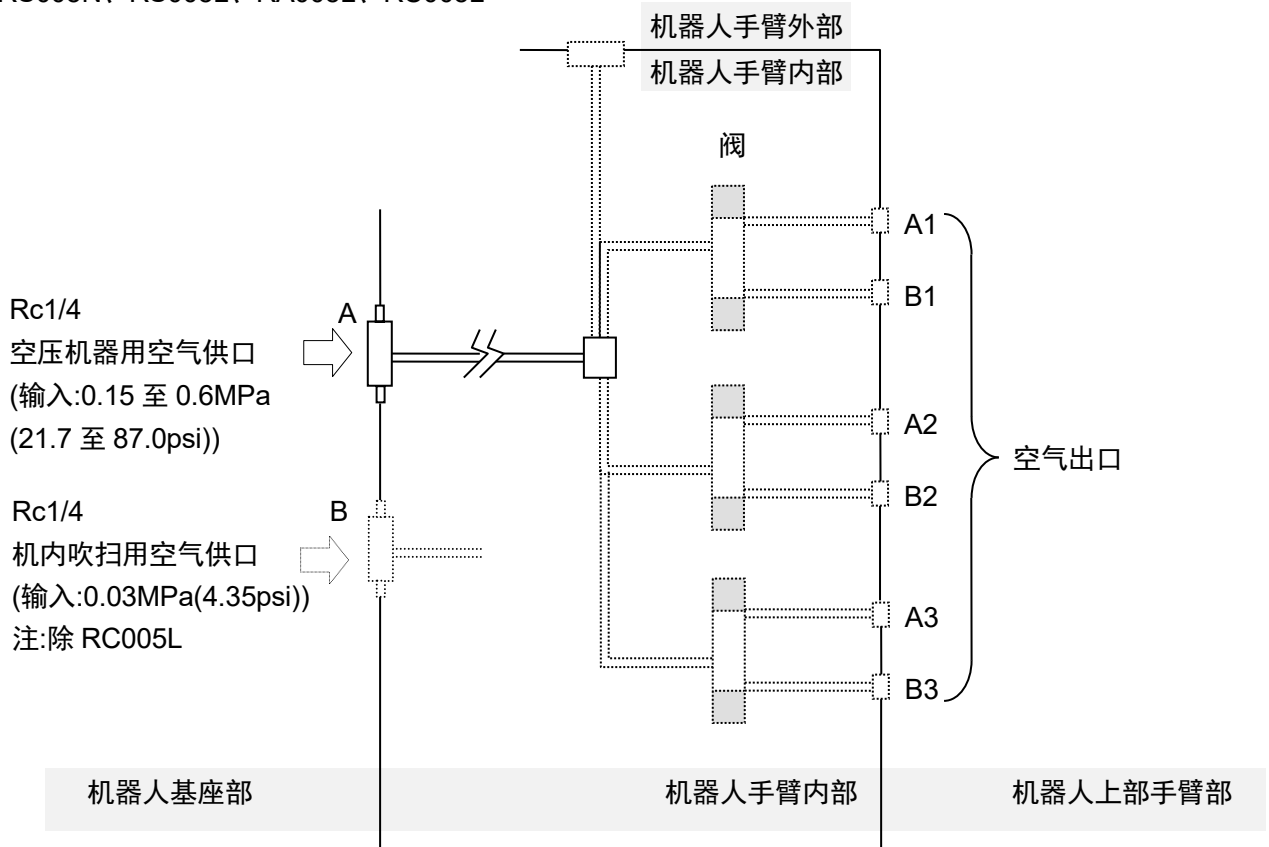 机器人手臂外部
机器人手臂内部
阀
A1
B1
Rc1/4
A
空压机器用空气供口
(输入:0.15 至 0.6MPa
(21.7 至 87.0psi))
A2
B2
空气出口
Rc1/4
B
机内吹扫用空气供口
(输入:0.03MPa(4.35psi))
注:除 RC005L
A3
B3
机器人基座部
机器人手臂内部
机器人上部手臂部